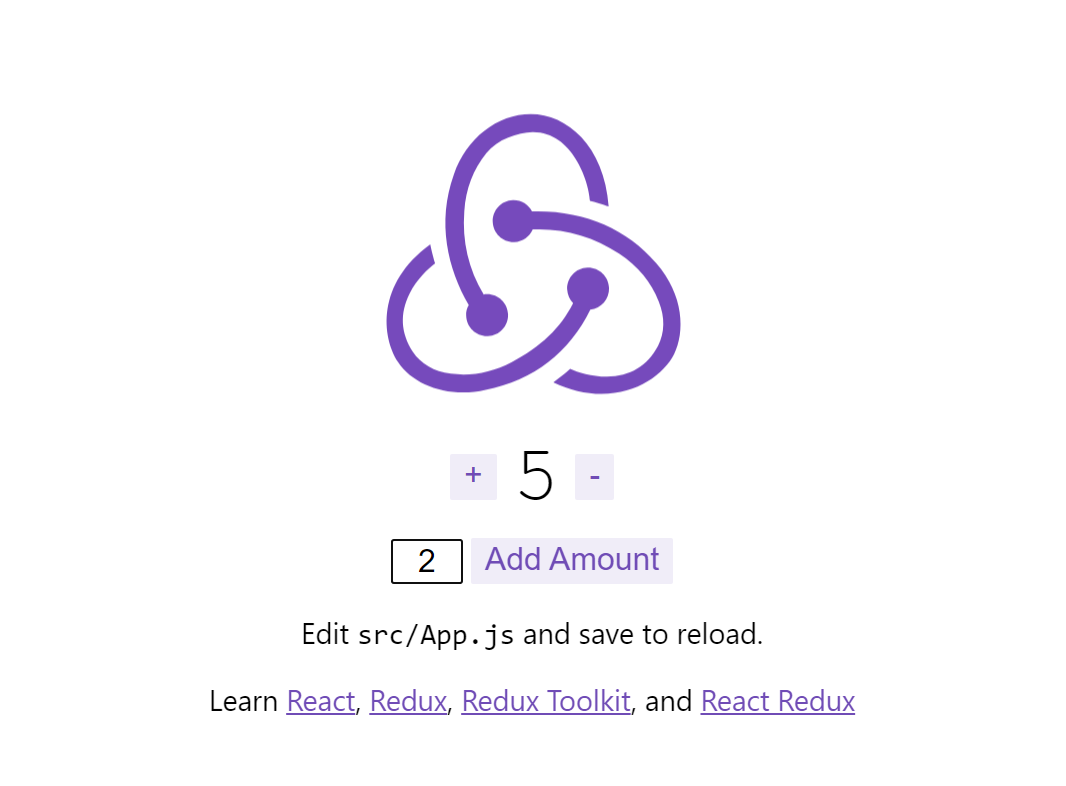 + 5 -
2 Add Amount
Edit src/App.js and save to reload.
Learn React, Redux, Redux Toolkit, and React Redux